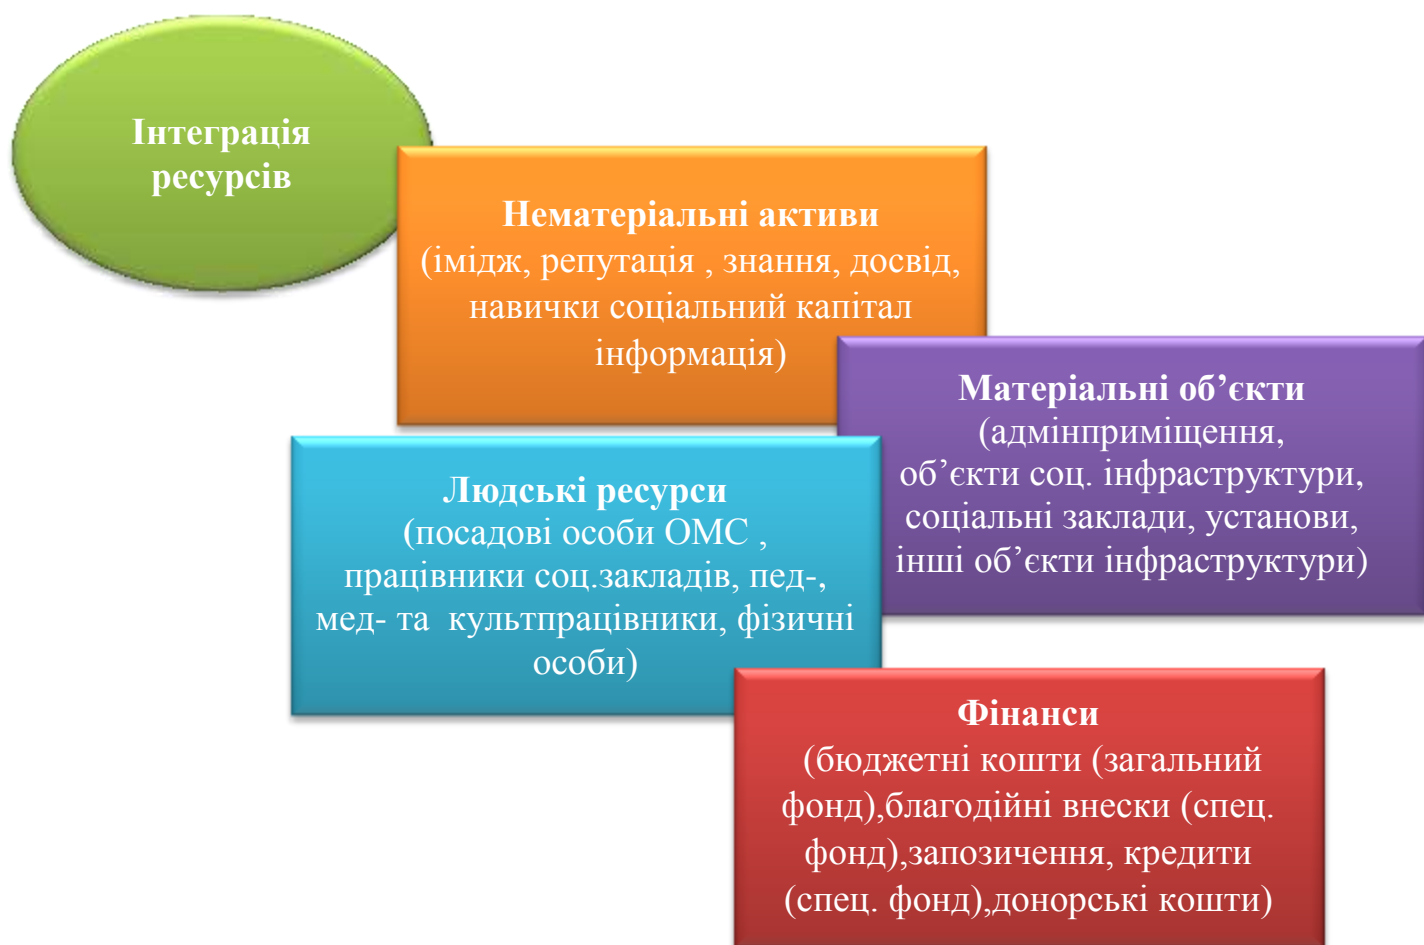 Інтеграція
ресурсів
Нематеріальні активи
(імідж, репутація , знання, досвід,
навички соціальний капітал
інформація)
Матеріальні об’єкти
(адмінприміщення,
об’єкти соц. інфраструктури,
соціальні заклади, установи,
інші об’єкти інфраструктури)
Людські ресурси
(посадові особи ОМС ,
працівники соц.закладів, пед-,
мед- та  культпрацівники, фізичні
особи)
Фінанси
(бюджетні кошти (загальний
фонд),благодійні внески (спец.
фонд),запозичення, кредити
(спец. фонд),донорські кошти)